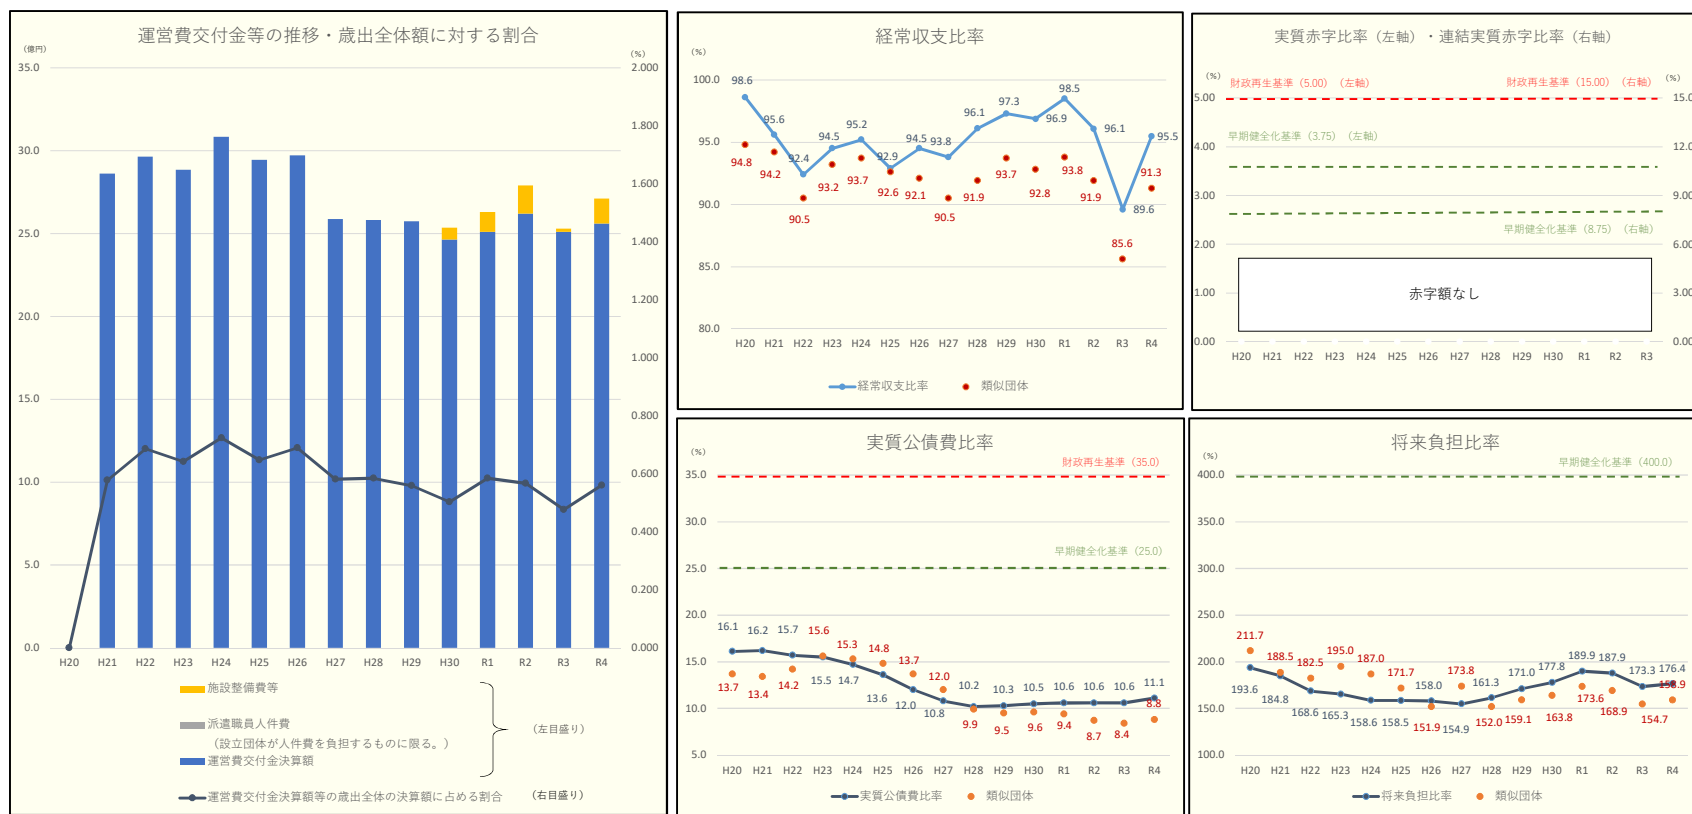 運営費交付金等の推移・歳出全体額に対する割合
（億円）
（%）
35.0
30.0
25.0
20.0
15.0
10.0
5.0
0.0
2.000
1.800
1.600
1.400
1.200
1.000
0.800
0.600
0.400
0.200
0.000
H20 H21 H22 H23 H24 H25 H26 H27 H28 H29 H30 R1 R2 R3 R4
施設整備費等
派遣職員人件費
（設立団体が人件費を負担するものに限る。）
運営費交付金決算額
（左目盛り）
運営費交付金決算額等の歳出全体の決算額に占める割合
（右目盛り）
経常収支比率
（%）
100.0
95.0
90.0
85.0
80.0
98.6 95.6 92.4 94.5 95.2 92.9 94.5 93.8 96.1 97.3 96.9 98.5 96.1 89.6 95.5
94.8 94.2 90.5 93.2 93.7 92.6 92.1 90.5 91.9 93.7 92.8 93.8 91.9 85.6 91.3
H20 H21 H22 H23 H24 H25 H26 H27 H28 H29 H30 R1 R2 R3 R4
経常収支比率 類似団体
実質赤字比率（左軸）・連結実質赤字比率（右軸）
（%）
（%）
財政再生基準（5.00）（左軸）
財政再生基準（15.00）（右軸）
早期健全化基準（3.75）（左軸）
早期健全化基準（8.75）（右軸）
5.00
4.00
3.00
2.00
1.00
0.00
15.0
12.0
9.00
6.00
3.00
0.00
赤字額なし
H20 H21 H22 H23 H24 H25 H26 H27 H28 H29 H30 R1 R2 R3
実質公債費比率
（%）
財政再生基準（35.0）
早期健全化基準（25.0）
35.0
30.0
25.0
20.0
15.0
10.0
5.0
16.1 16.2 15.7 15.5 14.7 13.6 12.0 10.8 10.2 10.3 10.5 10.6 10.6 10.6 11.1
13.7 13.4 14.2 15.6 15.3 14.8 13.7 12.0 9.9 9.5 9.6 9.4 8.7 8.4 8.8
H20 H21 H22 H23 H24 H25 H26 H27 H28 H29 H30 R1 R2 R3 R4
実質公債費比率 類似団体
将来負担比率
（%）
早期健全化基準（400.0）
400.0
350.0
300.0
250.0
200.0
150.0
100.0
193.6 184.8 168.6 165.3 158.6 158.5 158.0 154.9 161.3 171.0 177.8 189.9 187.9 173.3 176.4
211.7 188.5 182.5 195.0 187.0 171.7 151.9 173.8 152.0 159.1 163.8 173.6 168.9 154.7 158.9
H20 H21 H22 H23 H24 H25 H26 H27 H28 H29 H30 R1 R2 R3 R4
将来負担比率 類似団体